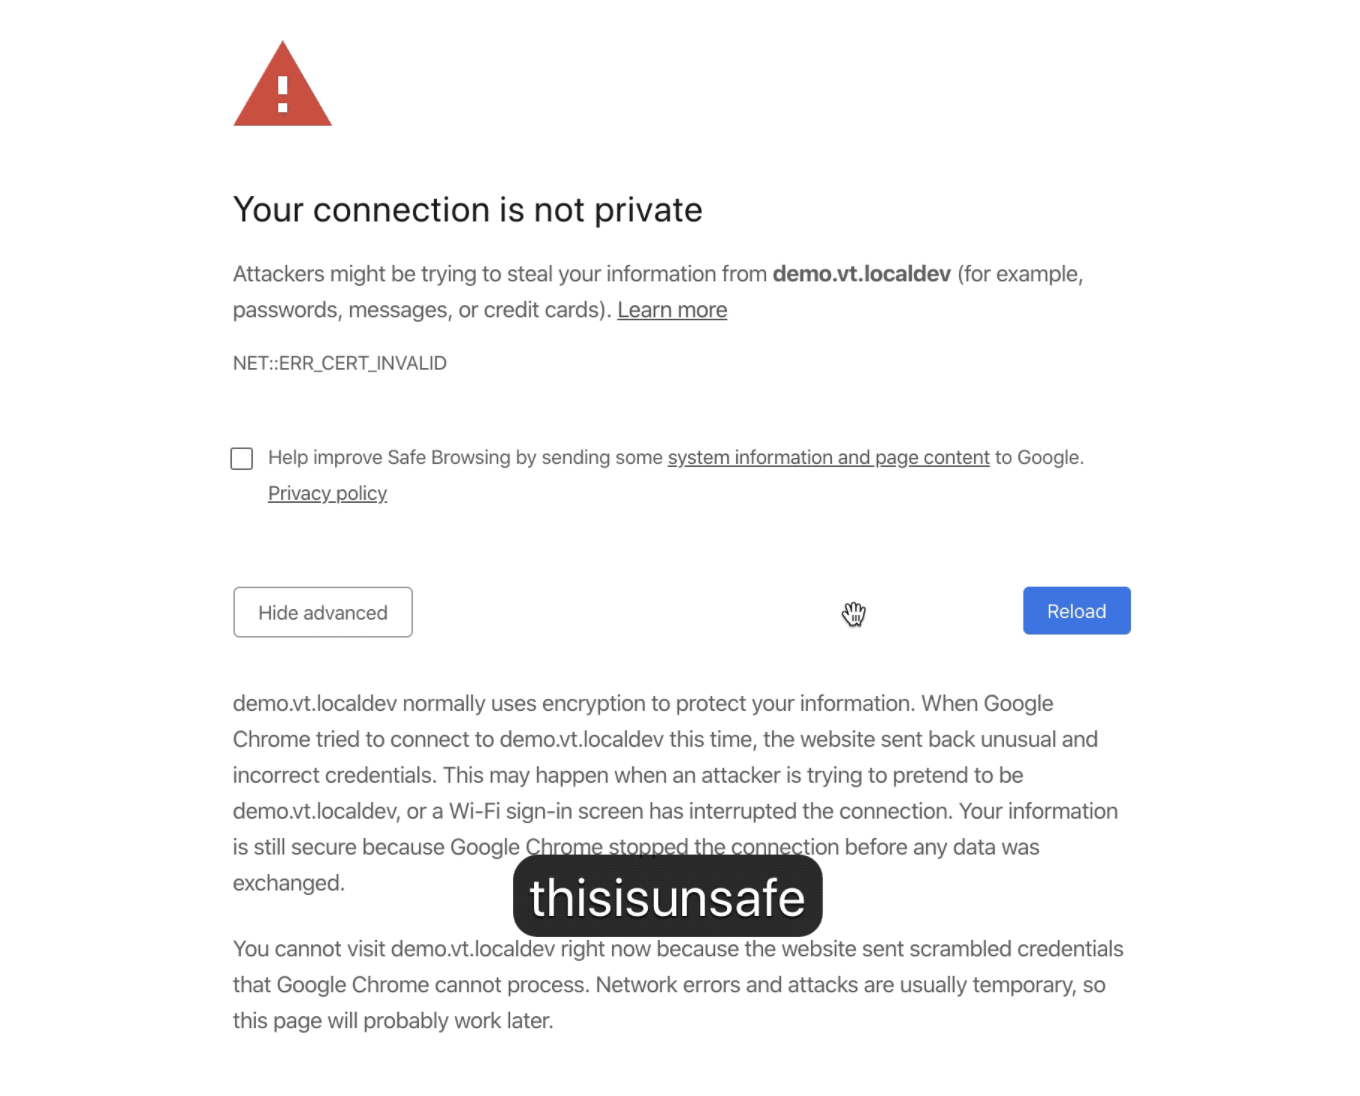 Your connection is not private
Attackers might be trying to steal your information from demo.vt.localdev (for example,
passwords, messages, or credit cards). Learn more
NET::ERR_CERT_INVALID
Help improve Safe Browsing by sending some system information and page content to Google.
Privacy policy
Hide advanced
Reload
demo.vt.localdev normally uses encryption to protect your information. When Google
Chrome tried to connect to demo.vt.localdev this time, the website sent back unusual and
incorrect credentials. This may happen when an attacker is trying to pretend to be
demo.vt.localdev, or a Wi-Fi sign-in screen has interrupted the connection. Your information
is still secure because Google Chrome stopped the connection before any data was
exchanged.
thisisunsafe
You cannot visit demo.vt.localdev right now because the website sent scrambled credentials
that Google Chrome cannot process. Network errors and attacks are usually temporary, so
this page will probably work later.